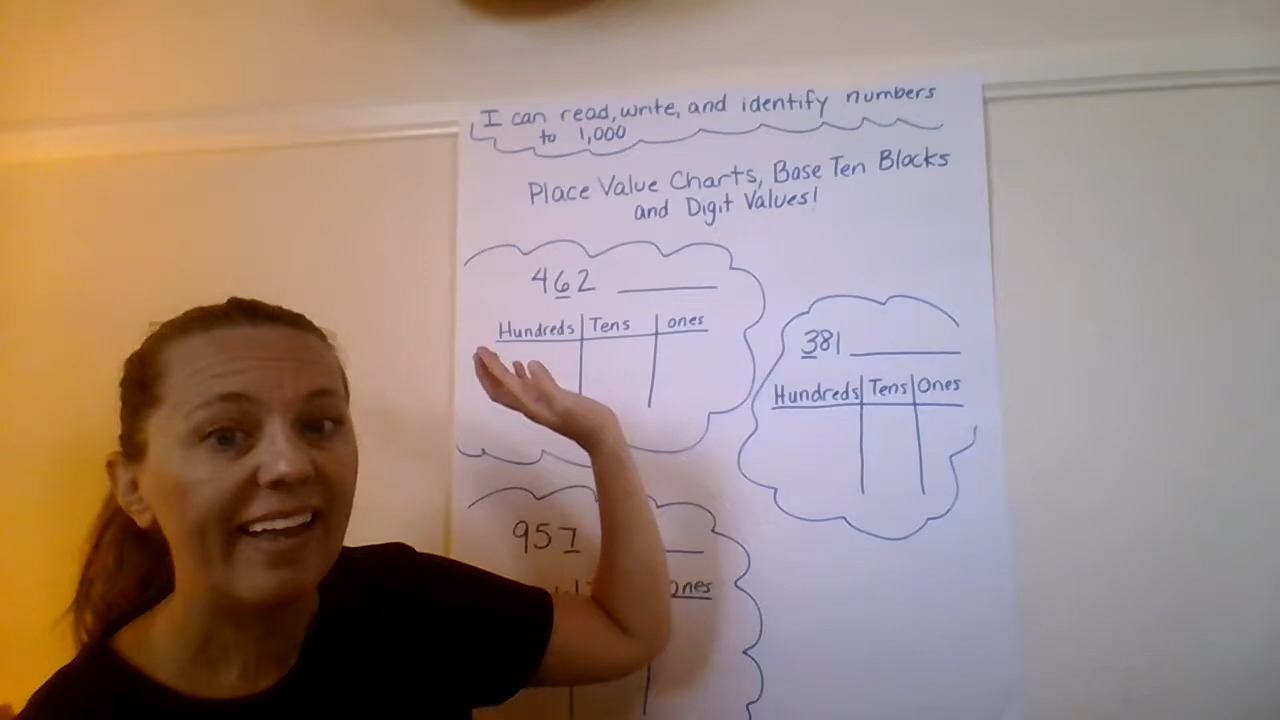 I can read, write, and identify numbers
to 1,000
Place Value Charts, Base Ten Blocks
and Digit Values!
462
Hundreds Tens ones
381
Hundreds Tens Ones
957
Ones